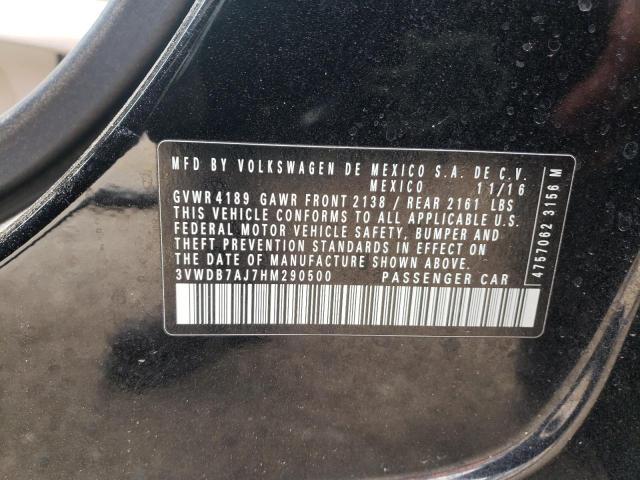 MFD BY VOLKSWAGEN DE MEXICO S.A. DE C.V.
MEXICO 11/16
GVWR 4189 GAWR FRONT 2138 / REAR 2161 LBS
THIS VEHICLE CONFORMS TO ALL APPLICABLE U.S.
FEDERAL MOTOR VEHICLE SAFETY, BUMPER AND
THEFT PREVENTION STANDARDS IN EFFECT ON
THE DATE OF MANUFACTURE SHOWN ABOVE.
3VWDB7AJ7HM290500 PASSENGER CAR
4757062 3156 M